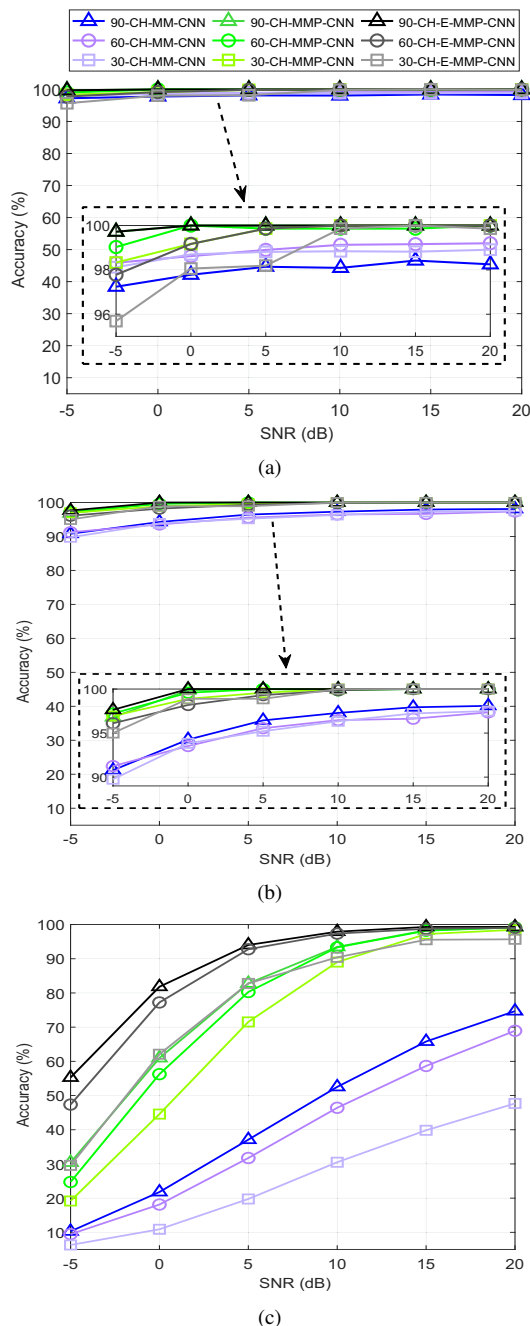 90-CH-MM-CNN 90-CH-MMP-CNN 90-CH-E-MMP-CNN
60-CH-MM-CNN 60-CH-MMP-CNN 60-CH-E-MMP-CNN
30-CH-MM-CNN 30-CH-MMP-CNN 30-CH-E-MMP-CNN
100
90
80
70
60
50
40
30
20
10
Accuracy (%)
100
98
96
-5 0 5 10 15 20
-5 0 5 10 15 20
SNR (dB)
(a)
100
90
80
70
60
50
40
30
20
10
Accuracy (%)
100
95
90
-5 0 5 10 15 20
-5 0 5 10 15 20
SNR (dB)
(b)
100
90
80
70
60
50
40
30
20
10
Accuracy (%)
-5 0 5 10 15 20
SNR (dB)
(c)